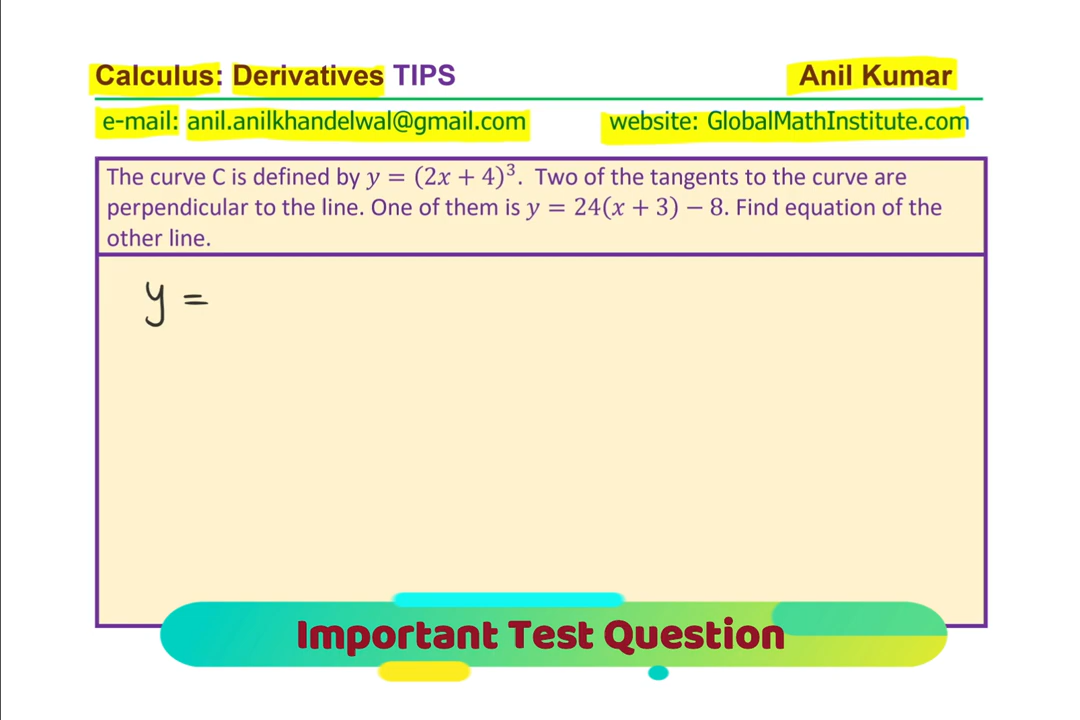 Calculus: Derivatives TIPS Anil Kumar
e-mail: anil.anilkhandelwal@gmail.com website: GlobalMathInstitute.com
The curve C is defined by y = (2x + 4)³. Two of the tangents to the curve are
perpendicular to the line. One of them is y = 24(x + 3) − 8. Find equation of the
other line.
y =
Important Test Question